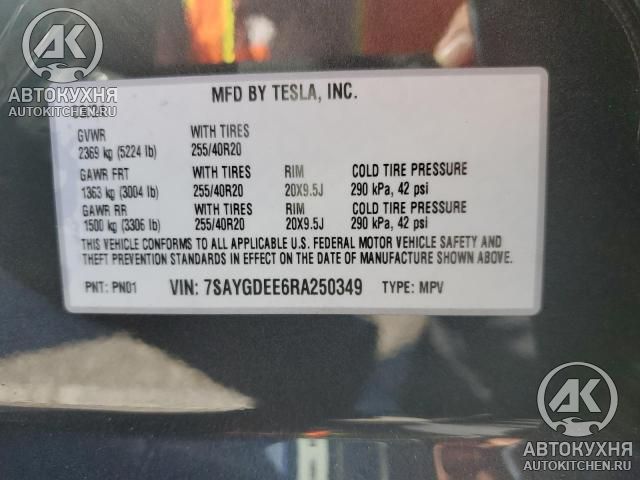 AK
АВТОКУХНЯ
AUTOKITCHEN.RU
MFD BY TESLA, INC.
GVWR WITH TIRES
2369 kg (5224 lb) 255/40R20
GAWR FRT WITH TIRES RIM COLD TIRE PRESSURE
1363 kg (3004 lb) 255/40R20 20X9.5J 290 kPa, 42 psi
GAWR RR WITH TIRES RIM COLD TIRE PRESSURE
1500 kg (3306 lb) 255/40R20 20X9.5J 290 kPa, 42 psi
THIS VEHICLE CONFORMS TO ALL APPLICABLE U.S. FEDERAL MOTOR VEHICLE SAFETY AND
THEFT PREVENTION STANDARDS IN EFFECT ON THE DATE OF MANUFACTURE SHOWN ABOVE.
PNT: PN01 VIN: 7SAYGDEE6RA250349 TYPE: MPV
AK
АВТОКУХНЯ
AUTOKITCHEN.RU